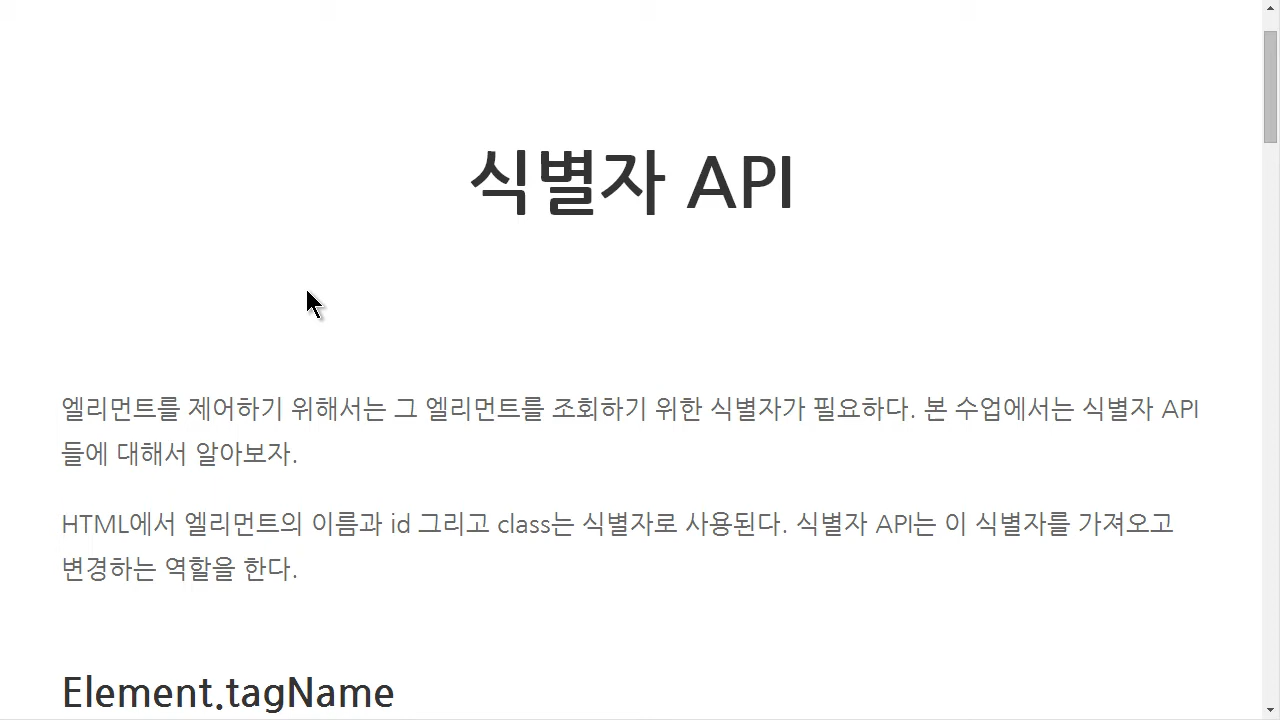 식별자 API
엘리먼트를 제어하기 위해서는 그 엘리먼트를 조회하기 위한 식별자가 필요하다. 본 수업에서는 식별자 API
들에 대해서 알아보자.
HTML에서 엘리먼트의 이름과 id 그리고 class는 식별자로 사용된다. 식별자 API는 이 식별자를 가져오고
변경하는 역할을 한다.
Element.tagName